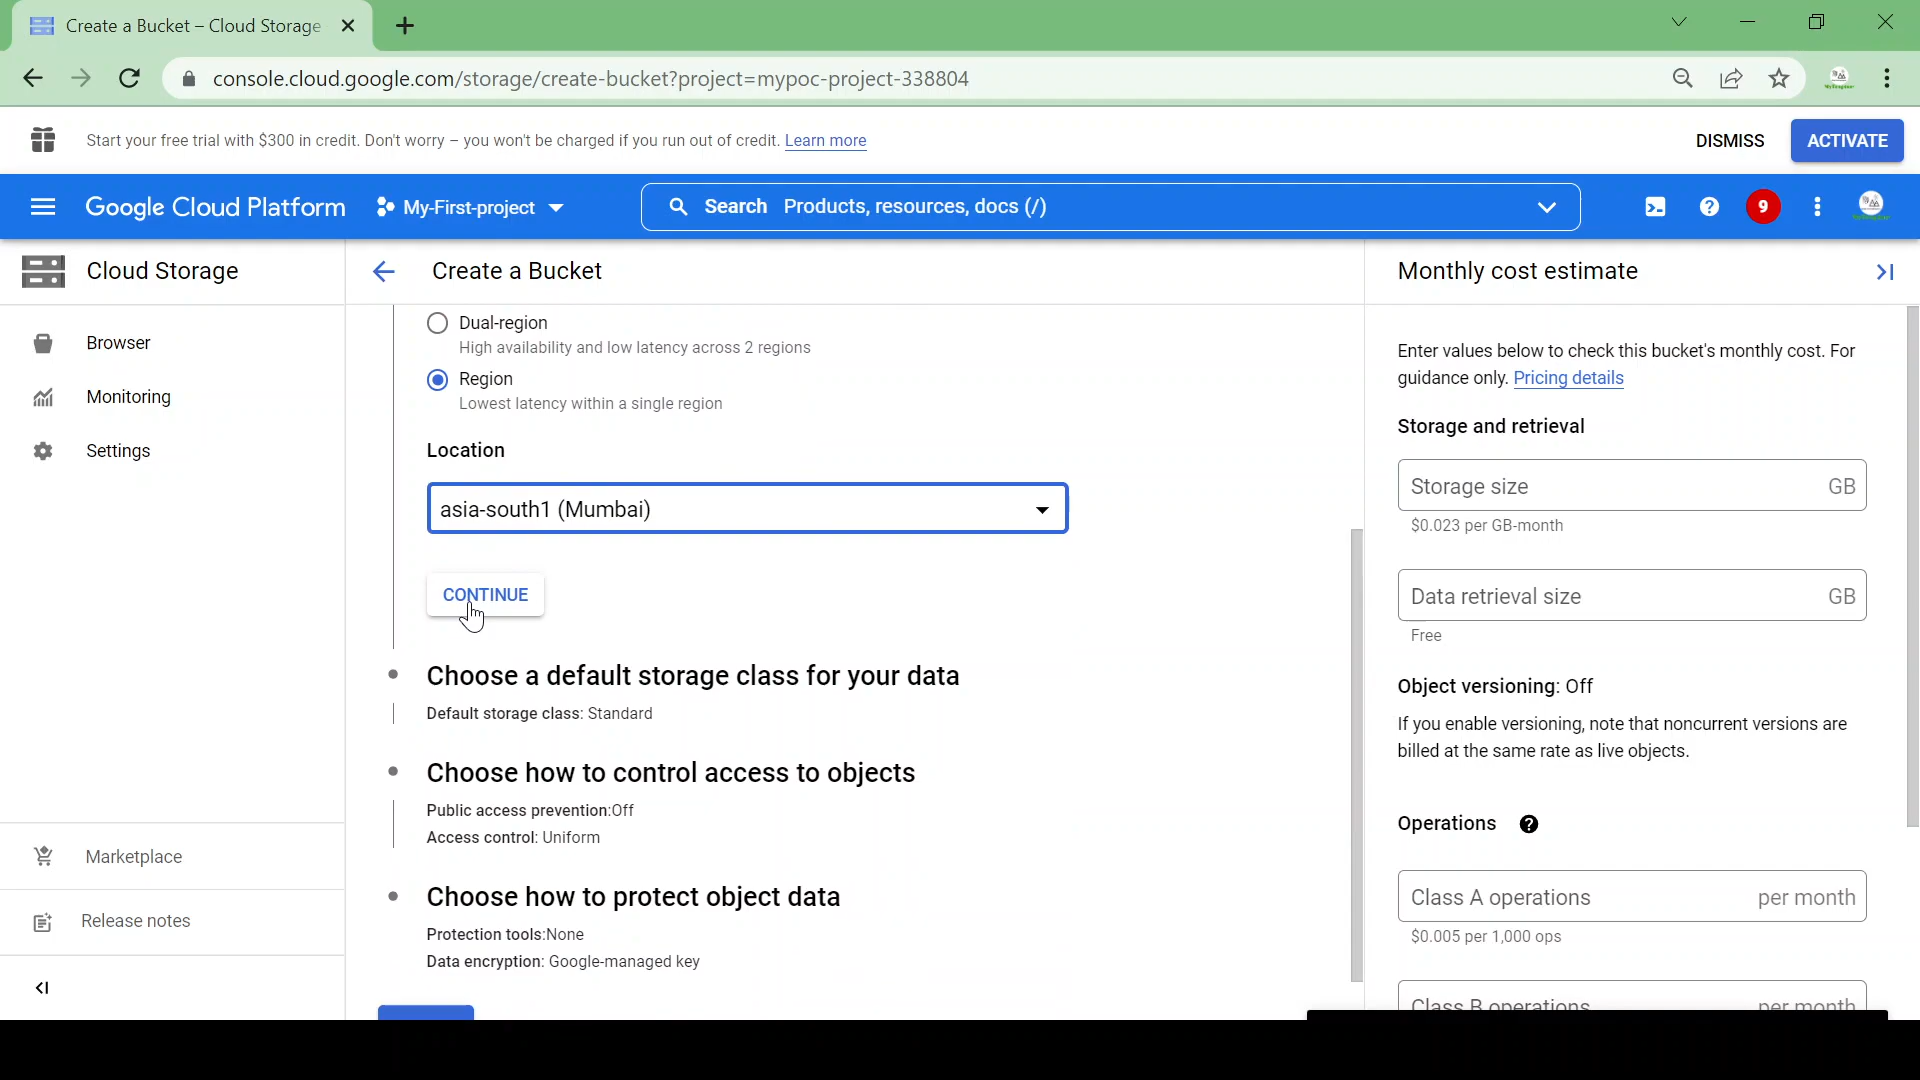 Create a Bucket – Cloud Storage
console.cloud.google.com/storage/create-bucket?project=mypoc-project-338804
Start your free trial with $300 in credit. Don't worry – you won't be charged if you run out of credit. Learn more
DISMISS
ACTIVATE
Google Cloud Platform
My-First-project
Search Products, resources, docs (/)
9
Cloud Storage
Browser
Monitoring
Settings
Marketplace
Release notes
Create a Bucket
Dual-region
High availability and low latency across 2 regions
Region
Lowest latency within a single region
Location
asia-south1 (Mumbai)
CONTINUE
Choose a default storage class for your data
Default storage class: Standard
Choose how to control access to objects
Public access prevention:Off
Access control: Uniform
Choose how to protect object data
Protection tools:None
Data encryption: Google-managed key
Monthly cost estimate
Enter values below to check this bucket's monthly cost. For
guidance only. Pricing details
Storage and retrieval
Storage size GB
$0.023 per GB-month
Data retrieval size GB
Free
Object versioning: Off
If you enable versioning, note that noncurrent versions are
billed at the same rate as live objects.
Operations
Class A operations per month
$0.005 per 1,000 ops
Class B operations per month